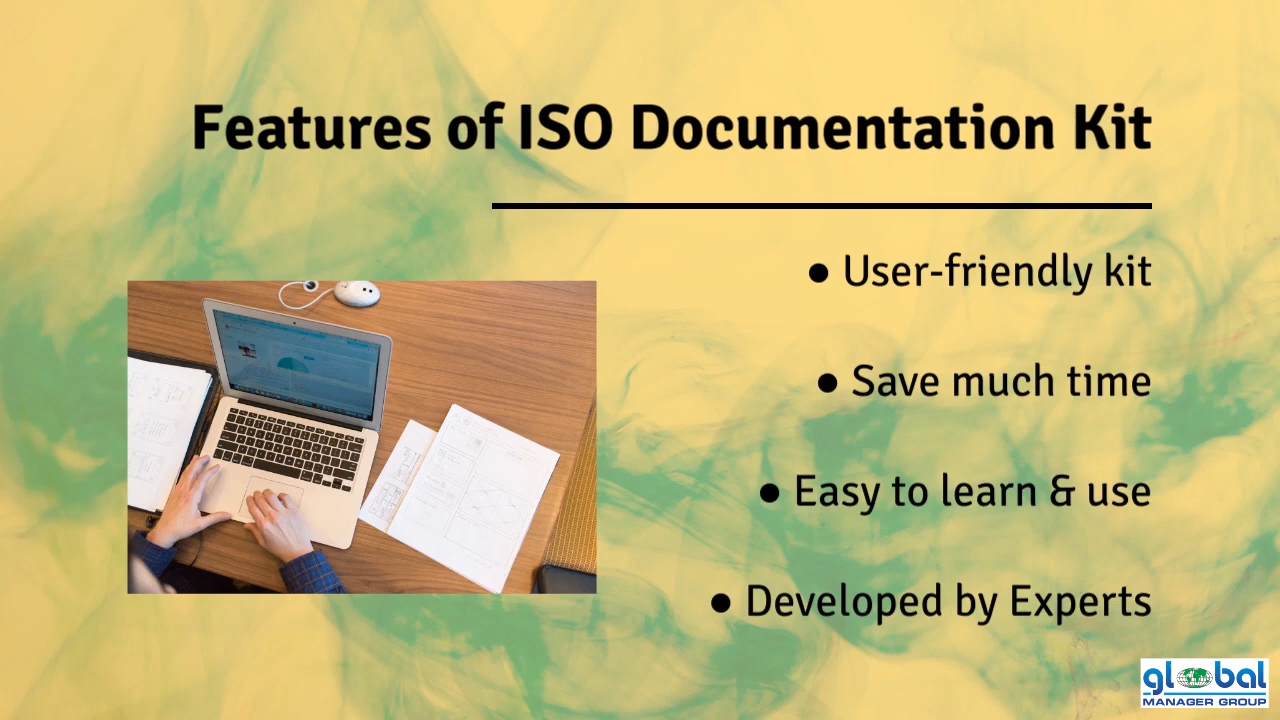 Features of ISO Documentation Kit
● User-friendly kit
● Save much time
● Easy to learn & use
● Developed by Experts
global
MANAGER GROUP